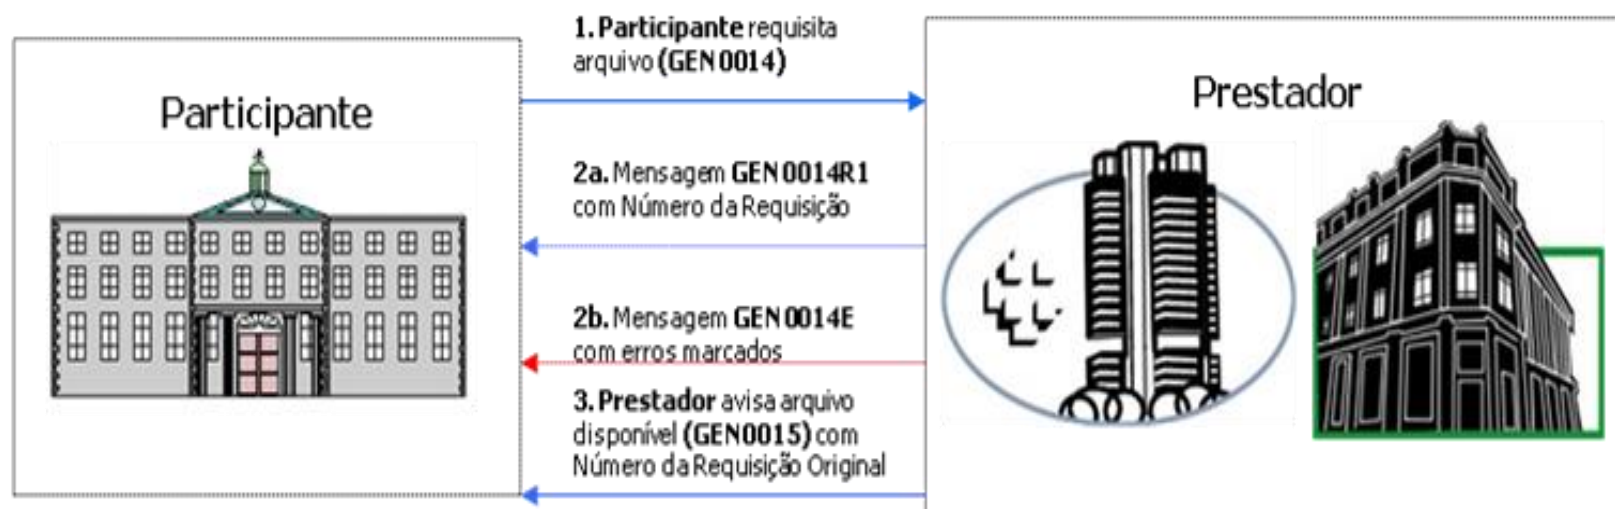 Participante
1. Participante requisita
arquivo (GEN0014)
2a. Mensagem GEN0014R1
com Número da Requisição
2b. Mensagem GEN0014E
com erros marcados
3. Prestador avisa arquivo
disponível (GEN0015) com
Número da Requisição Original
Prestador